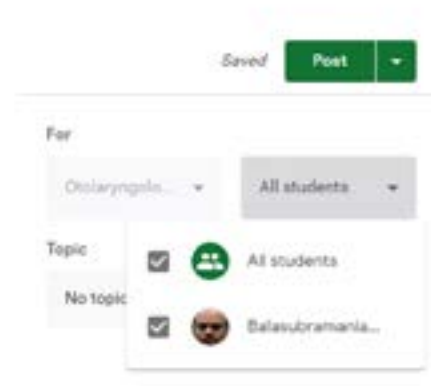 Saved Post
For
Otolaryngolo... All students
Topic
All students
No topic
Balasubramania...